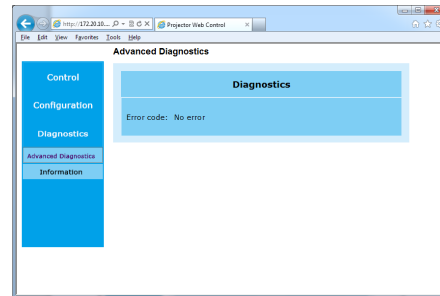 http://172.20.10.... Projector Web Control
File Edit View Favorites Tools Help
Advanced Diagnostics
Control
Configuration
Diagnostics
Advanced Diagnostics
Information
Diagnostics
Error code: No error